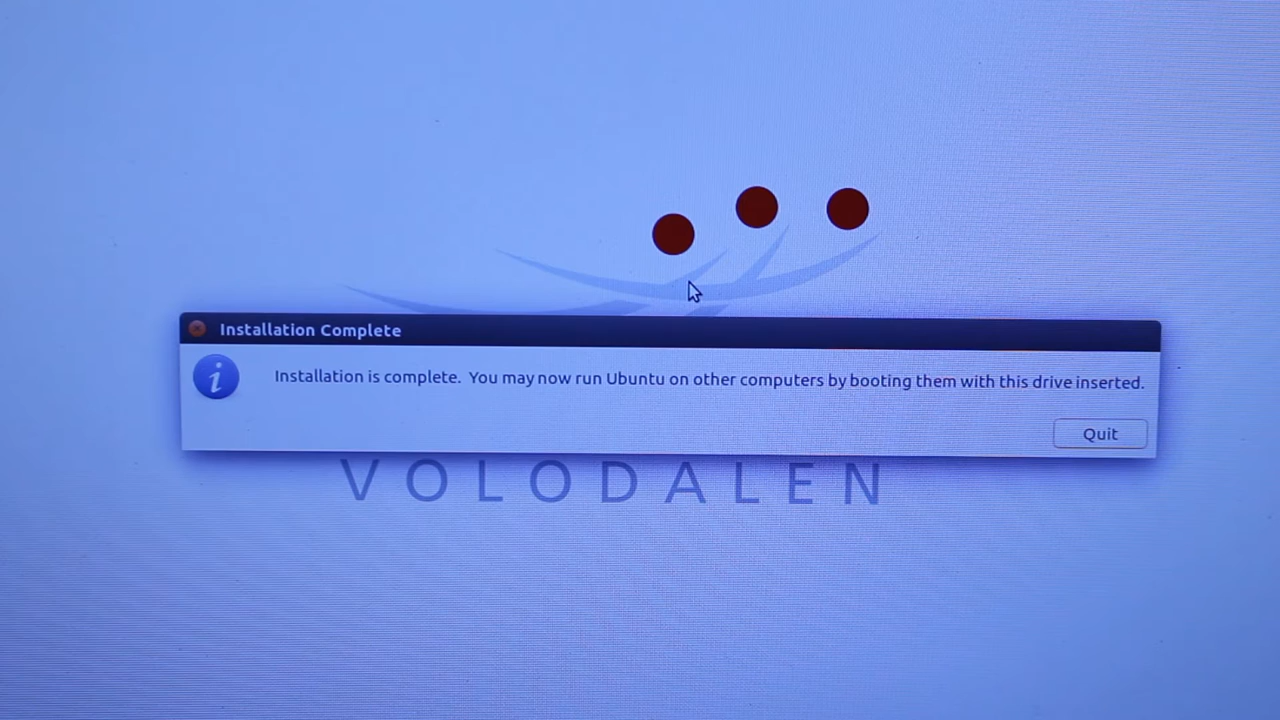 Installation Complete
Installation is complete.  You may now run Ubuntu on other computers by booting them with this drive inserted.
Quit
VOLODALEN